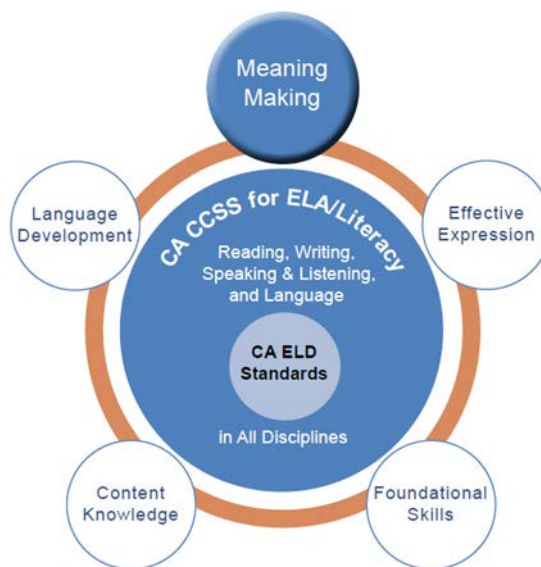 Meaning
Making
Language
Development
Effective
Expression
CA CCSS for ELA/Literacy
Reading, Writing,
Speaking & Listening,
and Language
CA ELD
Standards
in All Disciplines
Content
Knowledge
Foundational
Skills